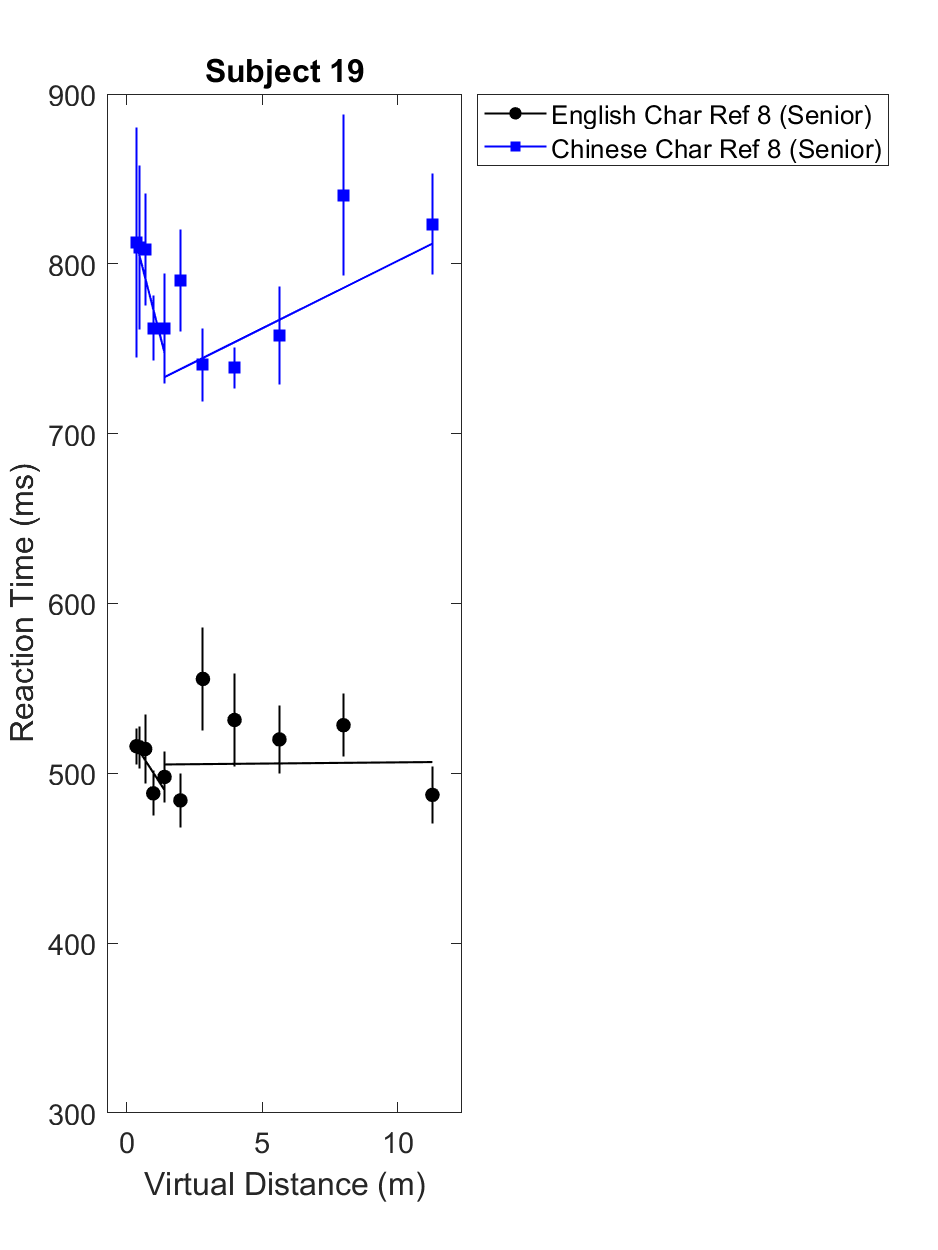 Subject 19
English Char Ref 8 (Senior)
Chinese Char Ref 8 (Senior)
900
800
700
600
500
400
300
Reaction Time (ms)
0 5 10
Virtual Distance (m)